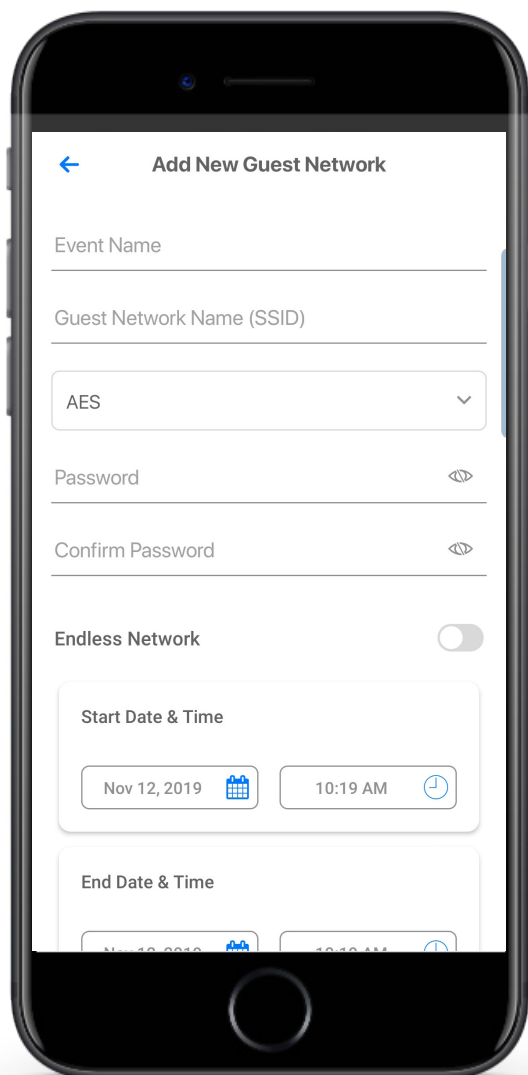 Add New Guest Network
Event Name
Guest Network Name (SSID)
AES
Password
Confirm Password
Endless Network
Start Date & Time
Nov 12, 2019 10:19 AM
End Date & Time